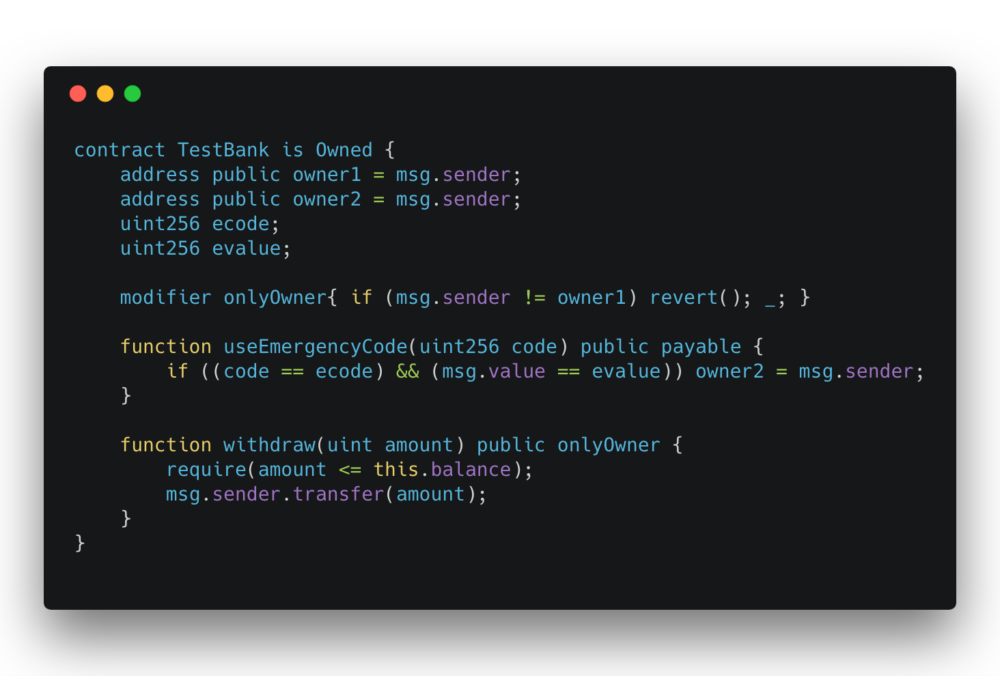 contract TestBank is Owned {
    address public owner1 = msg.sender;
    address public owner2 = msg.sender;
    uint256 ecode;
    uint256 evalue;

    modifier onlyOwner{ if (msg.sender != owner1) revert(); _; }

    function useEmergencyCode(uint256 code) public payable {
        if ((code == ecode) && (msg.value == evalue)) owner2 = msg.sender;
    }

    function withdraw(uint amount) public onlyOwner {
        require(amount <= this.balance);
        msg.sender.transfer(amount);
    }
}